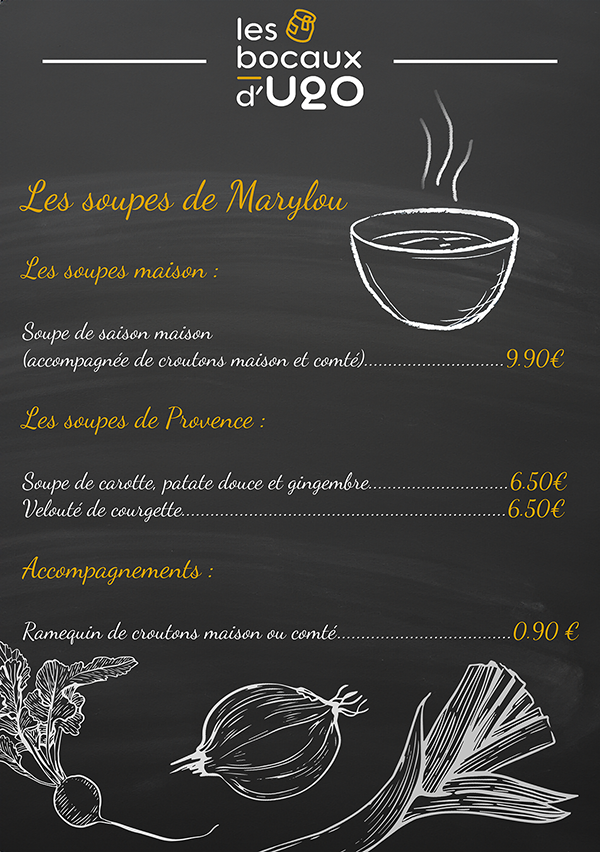 les
bocaux
d'UGO
Les soupes de Marylou
Les soupes maison :
Soupe de saison maison
(accompagnée de croutons maison et comté)..............................9.90€
Les soupes de Provence :
Soupe de carotte, patate douce et gingembre..............................6.50€
Velouté de courgette......................................................................6.50€
Accompagnements :
Ramequin de croutons maison ou comté.....................................0.90 €